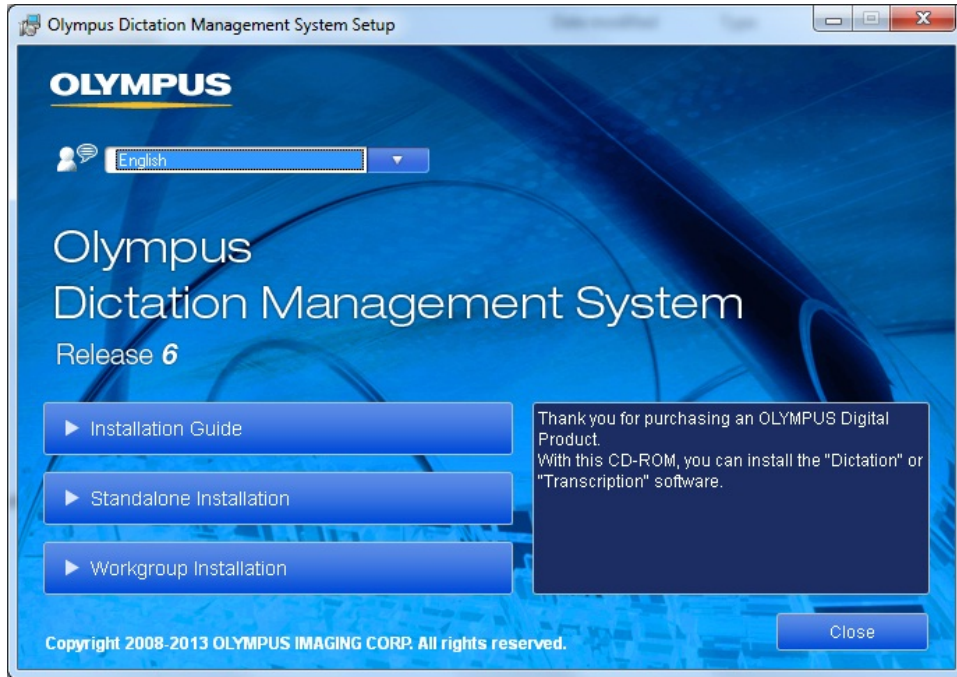 Olympus Dictation Management System Setup
OLYMPUS
English
Olympus
Dictation Management System
Release 6
Installation Guide
Standalone Installation
Workgroup Installation
Thank you for purchasing an OLYMPUS Digital
Product.
With this CD-ROM, you can install the "Dictation" or
"Transcription" software.
Copyright 2008-2013 OLYMPUS IMAGING CORP. All rights reserved.
Close